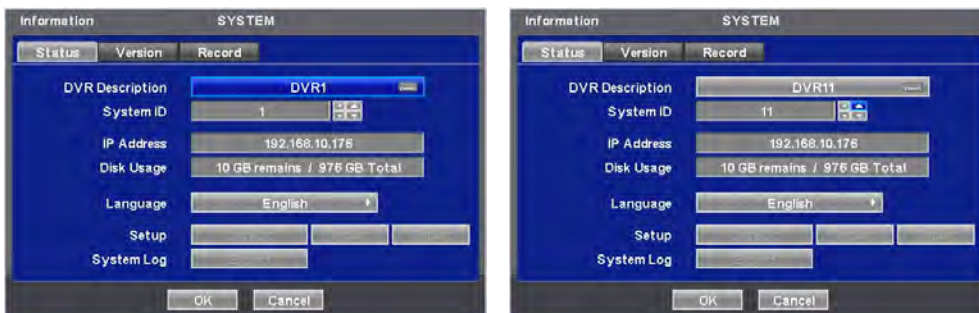 Information SYSTEM
Status Version Record
DVR Description DVR1
System ID 1
IP Address 192.168.10.176
Disk Usage 10 GB remains / 976 GB Total
Language English
Setup
System Log
OK Cancel
Information SYSTEM
Status Version Record
DVR Description DVR11
System ID 11
IP Address 192.168.10.176
Disk Usage 10 GB remains / 976 GB Total
Language English
Setup
System Log
OK Cancel